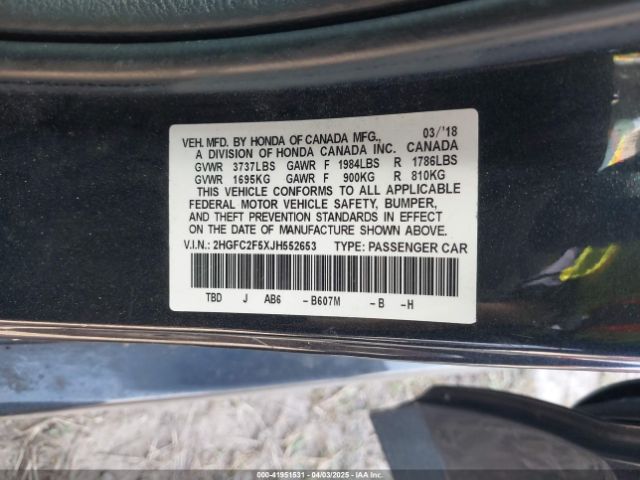 VEH. MFD. BY HONDA OF CANADA MFG., 03/'18
A DIVISION OF HONDA CANADA INC. CANADA
GVWR 3737LBS GAWR F 1984LBS R 1786LBS
GVWR 1695KG GAWR F 900KG R 810KG
THIS VEHICLE CONFORMS TO ALL APPLICABLE
FEDERAL MOTOR VEHICLE SAFETY, BUMPER,
AND THEFT PREVENTION STANDARDS IN EFFECT
ON THE DATE OF MANUFACTURE SHOWN ABOVE.
V.I.N.: 2HGFC2F5XJH552653 TYPE: PASSENGER CAR
TBD J AB6 -B607M -B -H
000-41951531 - 04/03/2025 - IAAI.COM